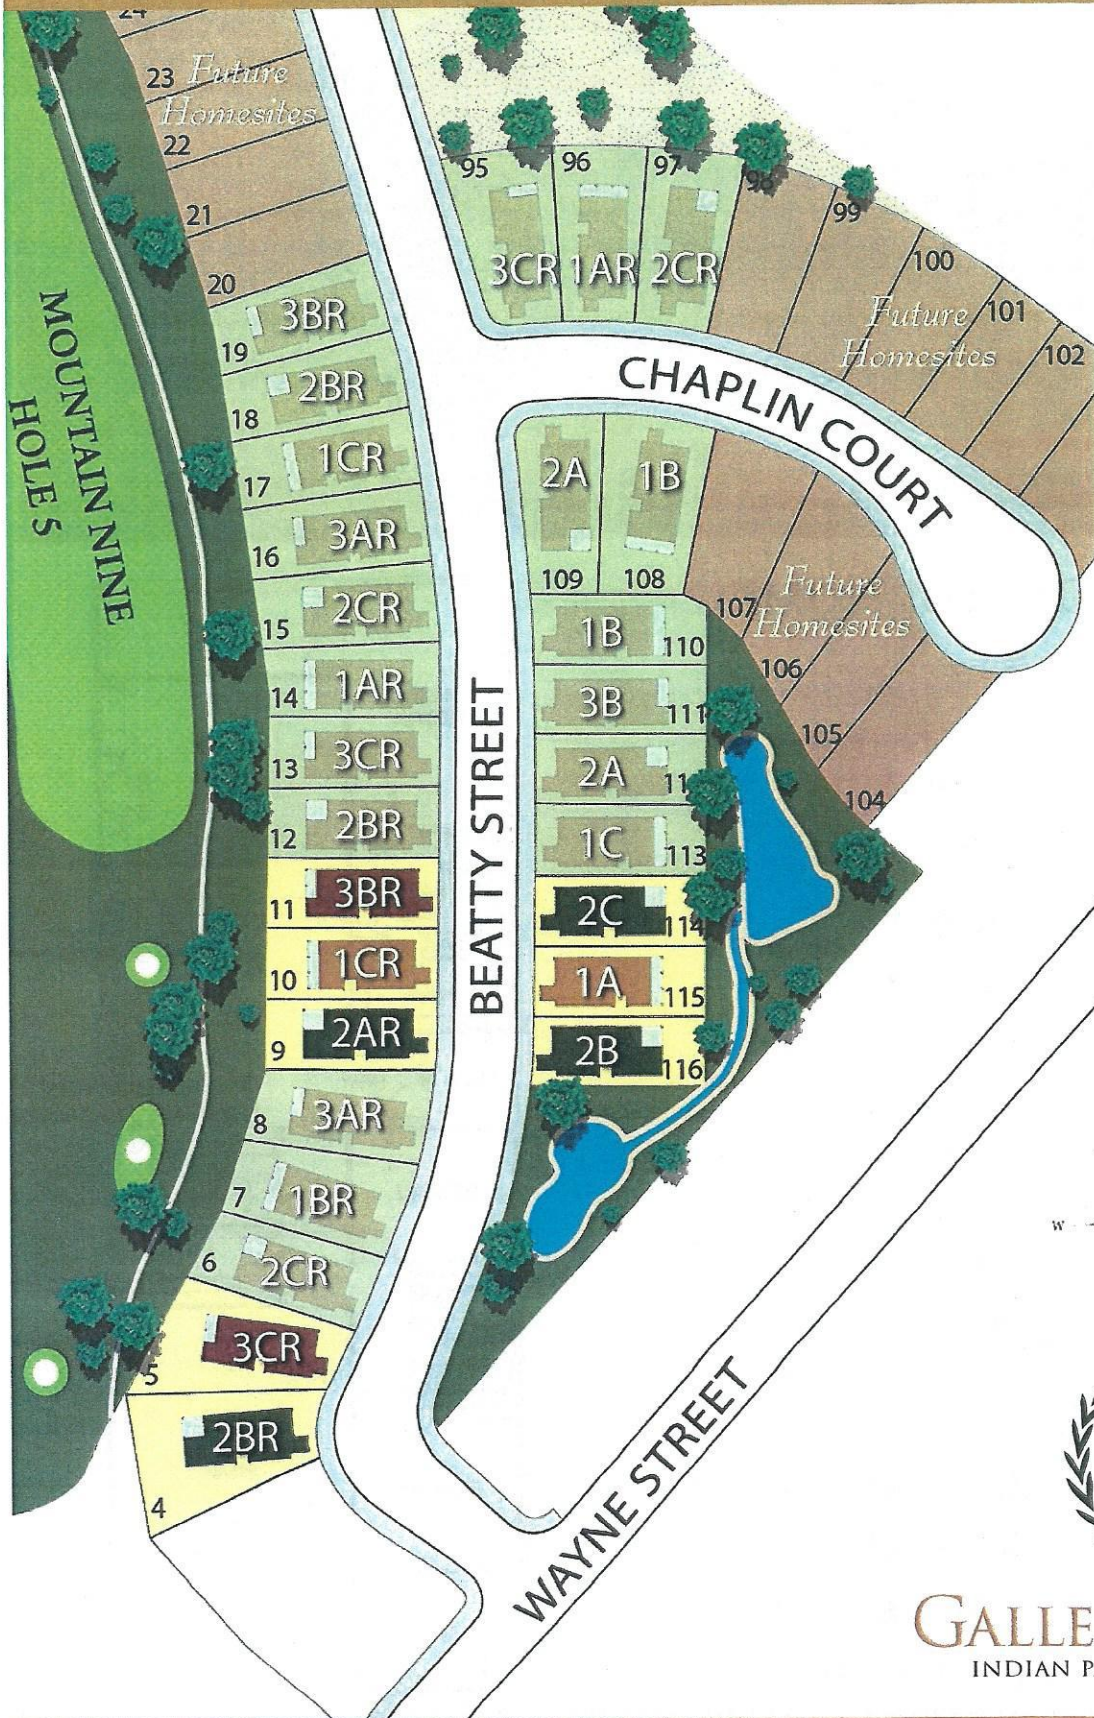 24
23
Future
Homesites
22
21
20
3BR
19
2BR
18
1CR
17
3AR
16
2CR
15
1AR
14
3CR
13
2BR
12
3BR
11
1CR
10
2AR
9
3AR
8
1BR
7
2CR
6
3CR
5
2BR
4
MOUNTAIN NINE
HOLE 5
BEATTY STREET
95
96
97
98
99
100
101
102
3CR
1AR
2CR
Future
Homesites
CHAPLIN COURT
2A
1B
109
108
107
106
105
104
Future
Homesites
1B
110
3B
111
2A
1C
113
2C
114
1A
115
2B
116
WAYNE STREET
W
GALLE
INDIAN P